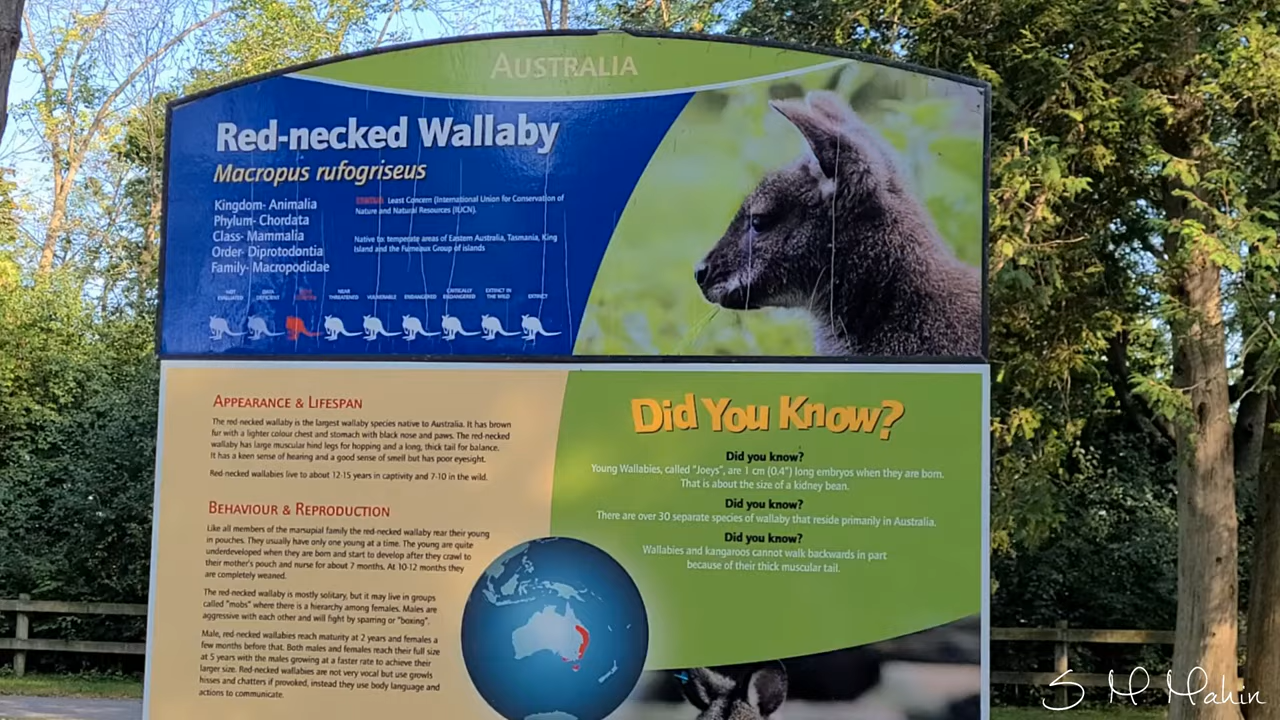 AUSTRALIA
Red-necked Wallaby
Macropus rufogriseus
Kingdom- Animalia
Phylum- Chordata
Class- Mammalia
Order- Diprotodontia
Family- Macropodidae
STATUS: Least Concern (International Union for Conservation of
Nature and Natural Resources (IUCN).
Native to: temperate areas of Eastern Australia, Tasmania, King
Island and the Furneaux Group of islands
NOT EVALUATED
DATA DEFICIENT
NEAR THREATENED
VULNERABLE
ENDANGERED
CRITICALLY ENDANGERED
EXTINCT IN THE WILD
EXTINCT
APPEARANCE & LIFESPAN
The red-necked wallaby is the largest wallaby species native to Australia. It has brown
fur with a lighter colour chest and stomach with black nose and paws. The red-necked
wallaby has large muscular hind legs for hopping and a long, thick tail for balance.
It has a keen sense of hearing and a good sense of smell but has poor eyesight.
Red-necked wallabies live to about 12-15 years in captivity and 7-10 in the wild.
BEHAVIOUR & REPRODUCTION
Like all members of the marsupial family the red-necked wallaby rear their young
in pouches. They usually have only one young at a time. The young are quite
underdeveloped when they are born and start to develop after they crawl to
their mother's pouch and nurse for about 7 months. At 10-12 months they
are completely weaned.
The red-necked wallaby is mostly solitary, but it may live in groups
called "mobs" where there is a hierarchy among females. Males are
aggressive with each other and will fight by sparring or "boxing".
Male, red-necked wallabies reach maturity at 2 years and females a
few months before that. Both males and females reach their full size
at 5 years with the males growing at a faster rate to achieve their
larger size. Red-necked wallabies are not very vocal but use growls
hisses and chatters if provoked, instead they use body language and
actions to communicate.
Did You Know?
Did you know?
Young Wallabies, called "Joeys", are 1 cm (0.4") long embryos when they are born.
That is about the size of a kidney bean.
Did you know?
There are over 30 separate species of wallaby that reside primarily in Australia.
Did you know?
Wallabies and kangaroos cannot walk backwards in part
because of their thick muscular tail.
S M Mahin